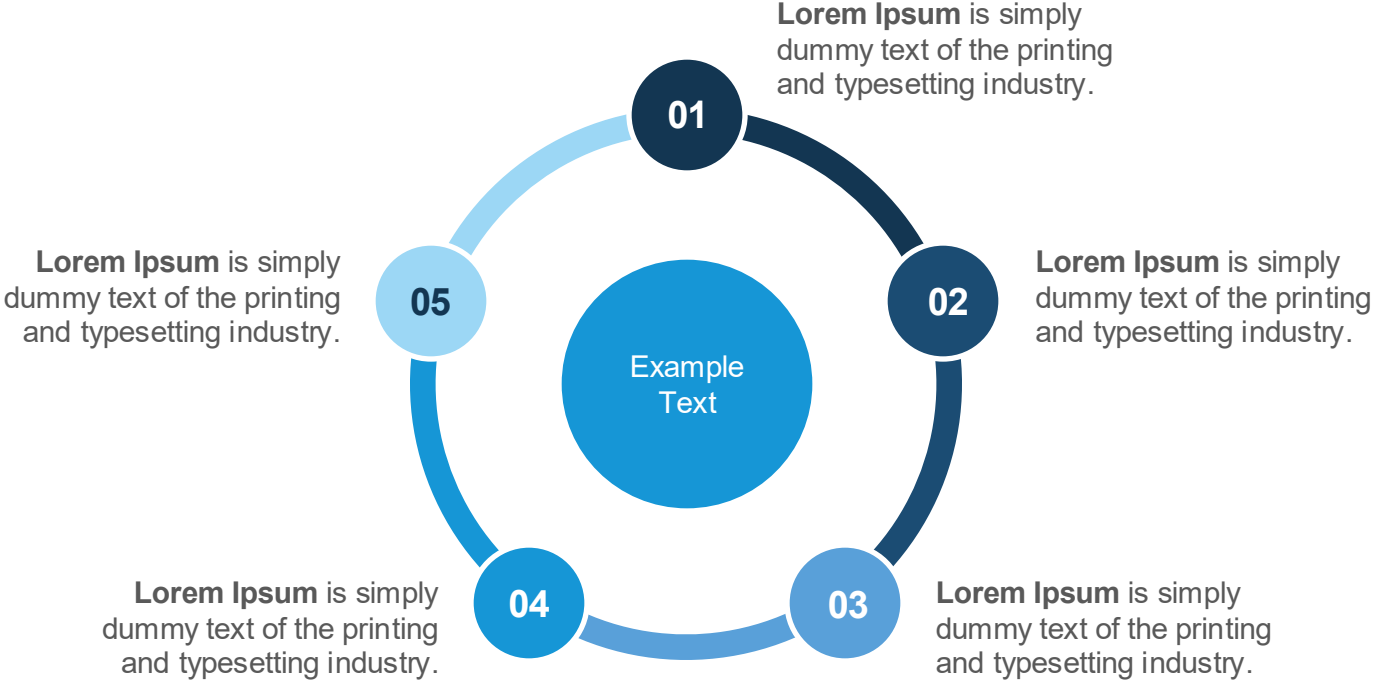 Lorem Ipsum is simply
dummy text of the printing
and typesetting industry.
01
Lorem Ipsum is simply
dummy text of the printing
and typesetting industry.
05
02
Lorem Ipsum is simply
dummy text of the printing
and typesetting industry.
Example
Text
Lorem Ipsum is simply
dummy text of the printing
and typesetting industry.
04
03
Lorem Ipsum is simply
dummy text of the printing
and typesetting industry.